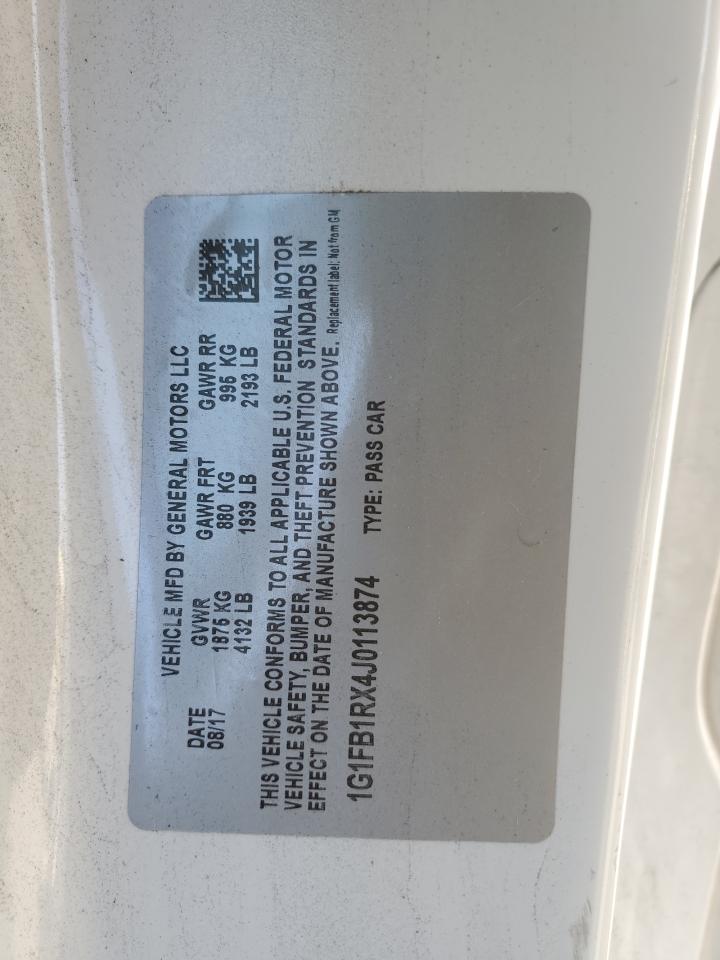 VEHICLE MFD BY GENERAL MOTORS LLC
DATE GVWR GAWR FRT GAWR RR
08/17 1875 KG 880 KG 995 KG
4132 LB 1939 LB 2193 LB
THIS VEHICLE CONFORMS TO ALL APPLICABLE U.S. FEDERAL MOTOR
VEHICLE SAFETY, BUMPER, AND THEFT PREVENTION STANDARDS IN
EFFECT ON THE DATE OF MANUFACTURE SHOWN ABOVE. Replacement label. Not from GM
1G1FB1RX4J0113874 TYPE: PASS CAR